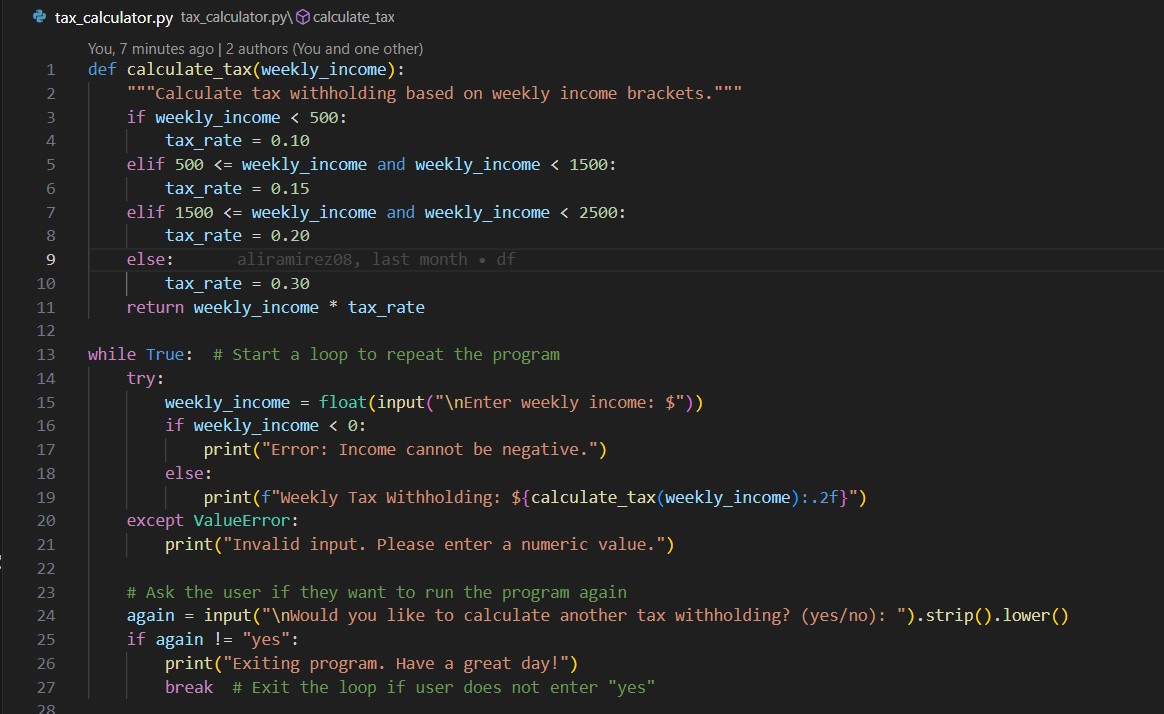 tax_calculator.py tax_calculator.py\ calculate_tax
You, 7 minutes ago | 2 authors (You and one other)
1 def calculate_tax(weekly_income):
2     """Calculate tax withholding based on weekly income brackets."""
3     if weekly_income < 500:
4         tax_rate = 0.10
5     elif 500 <= weekly_income and weekly_income < 1500:
6         tax_rate = 0.15
7     elif 1500 <= weekly_income and weekly_income < 2500:
8         tax_rate = 0.20
9     else:      aliramirez08, last month • df
10         tax_rate = 0.30
11     return weekly_income * tax_rate
12
13 while True:  # Start a loop to repeat the program
14     try:
15         weekly_income = float(input("\nEnter weekly income: $"))
16         if weekly_income < 0:
17             print("Error: Income cannot be negative.")
18         else:
19             print(f"Weekly Tax Withholding: ${calculate_tax(weekly_income):.2f}")
20     except ValueError:
21         print("Invalid input. Please enter a numeric value.")
22
23     # Ask the user if they want to run the program again
24     again = input("\nWould you like to calculate another tax withholding? (yes/no): ").strip().lower()
25     if again != "yes":
26         print("Exiting program. Have a great day!")
27         break  # Exit the loop if user does not enter "yes"
28